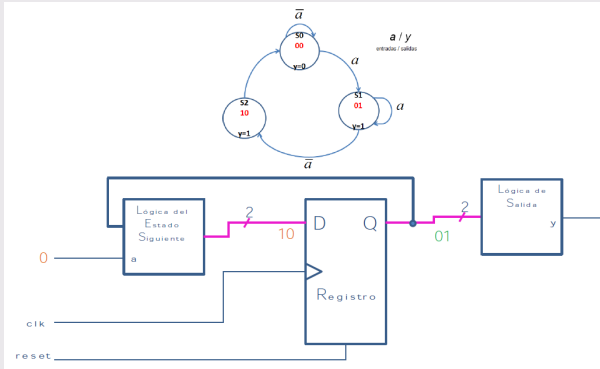 a̅
S0
00
y=0
a / y
entradas / salidas
a
S2
10
y=1
S1
01
y=1
a
a̅
Lógica del
Estado
Siguiente
a
2
10
D
Q
Registro
2
01
Lógica de
Salida
y
0
clk
reset